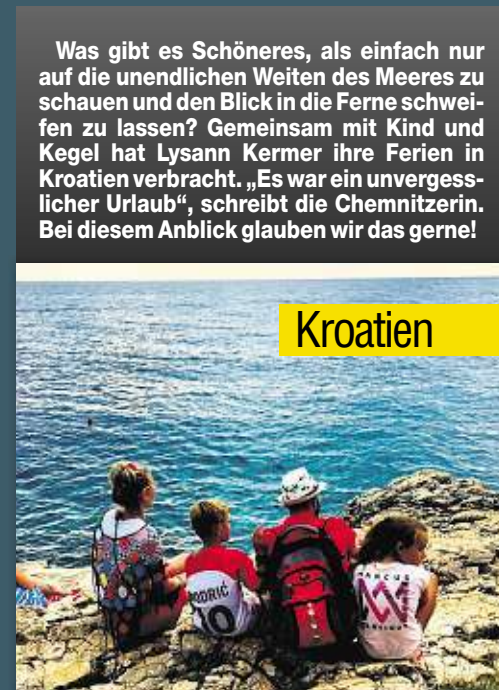 Was gibt es Schöneres, als einfach nur
auf die unendlichen Weiten des Meeres zu
schauen und den Blick in die Ferne schwei-
fen zu lassen? Gemeinsam mit Kind und
Kegel hat Lysann Kermer ihre Ferien in
Kroatien verbracht. „Es war ein unvergess-
licher Urlaub“, schreibt die Chemnitzerin.
Bei diesem Anblick glauben wir das gerne!
Kroatien
MODRIĆ
10
MARCUS